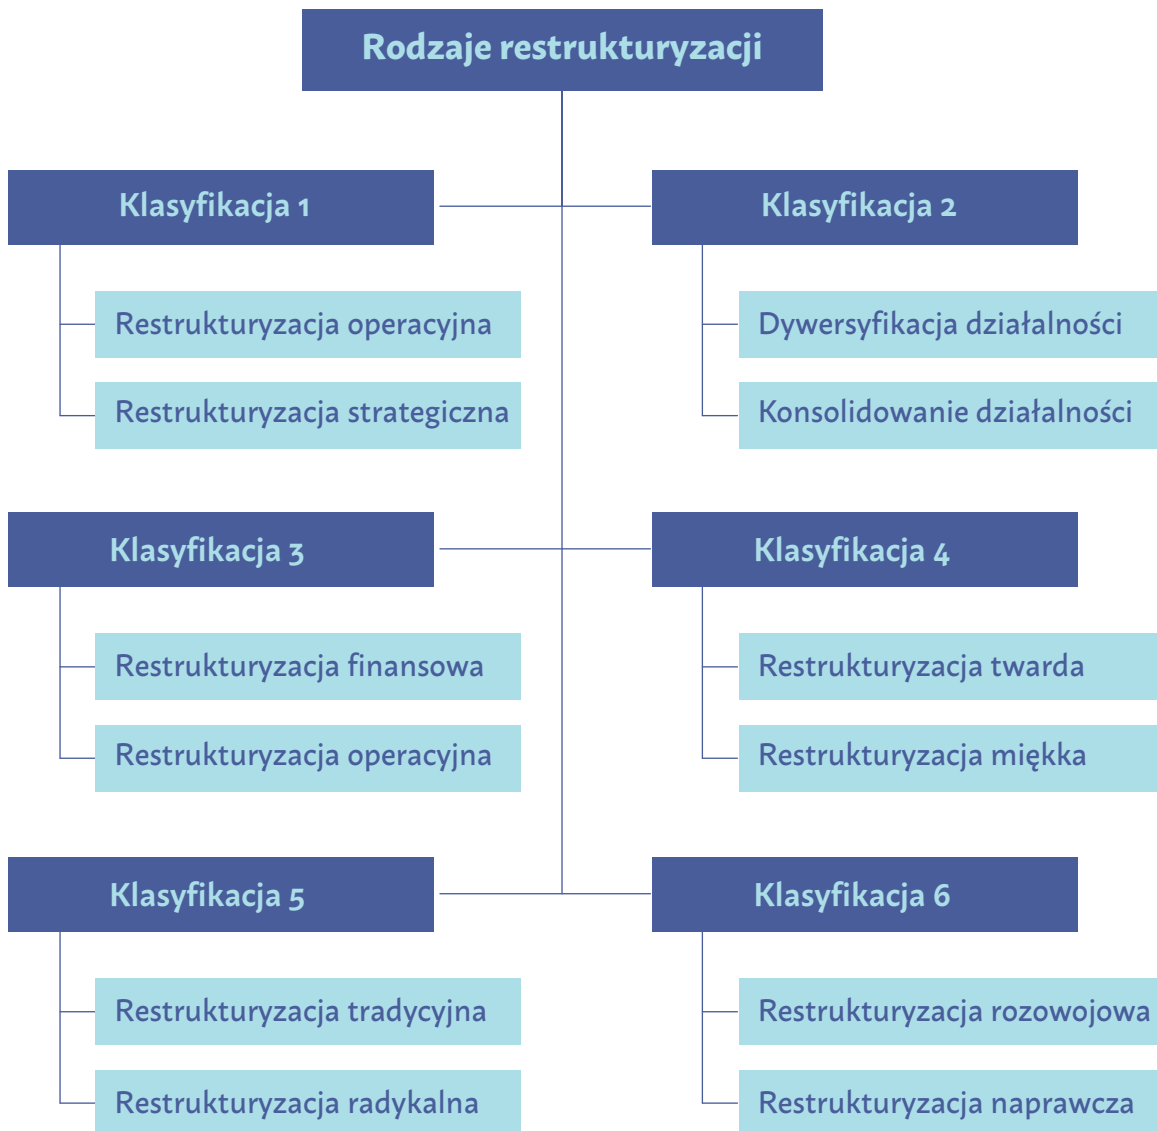 Rodzaje restrukturyzacji
Klasyfikacja 1
Restrukturyzacja operacyjna
Restrukturyzacja strategiczna
Klasyfikacja 2
Dywersyfikacja działalności
Konsolidowanie działalności
Klasyfikacja 3
Restrukturyzacja finansowa
Restrukturyzacja operacyjna
Klasyfikacja 4
Restrukturyzacja twarda
Restrukturyzacja miękka
Klasyfikacja 5
Restrukturyzacja tradycyjna
Restrukturyzacja radykalna
Klasyfikacja 6
Restrukturyzacja rozowojowa
Restrukturyzacja naprawcza